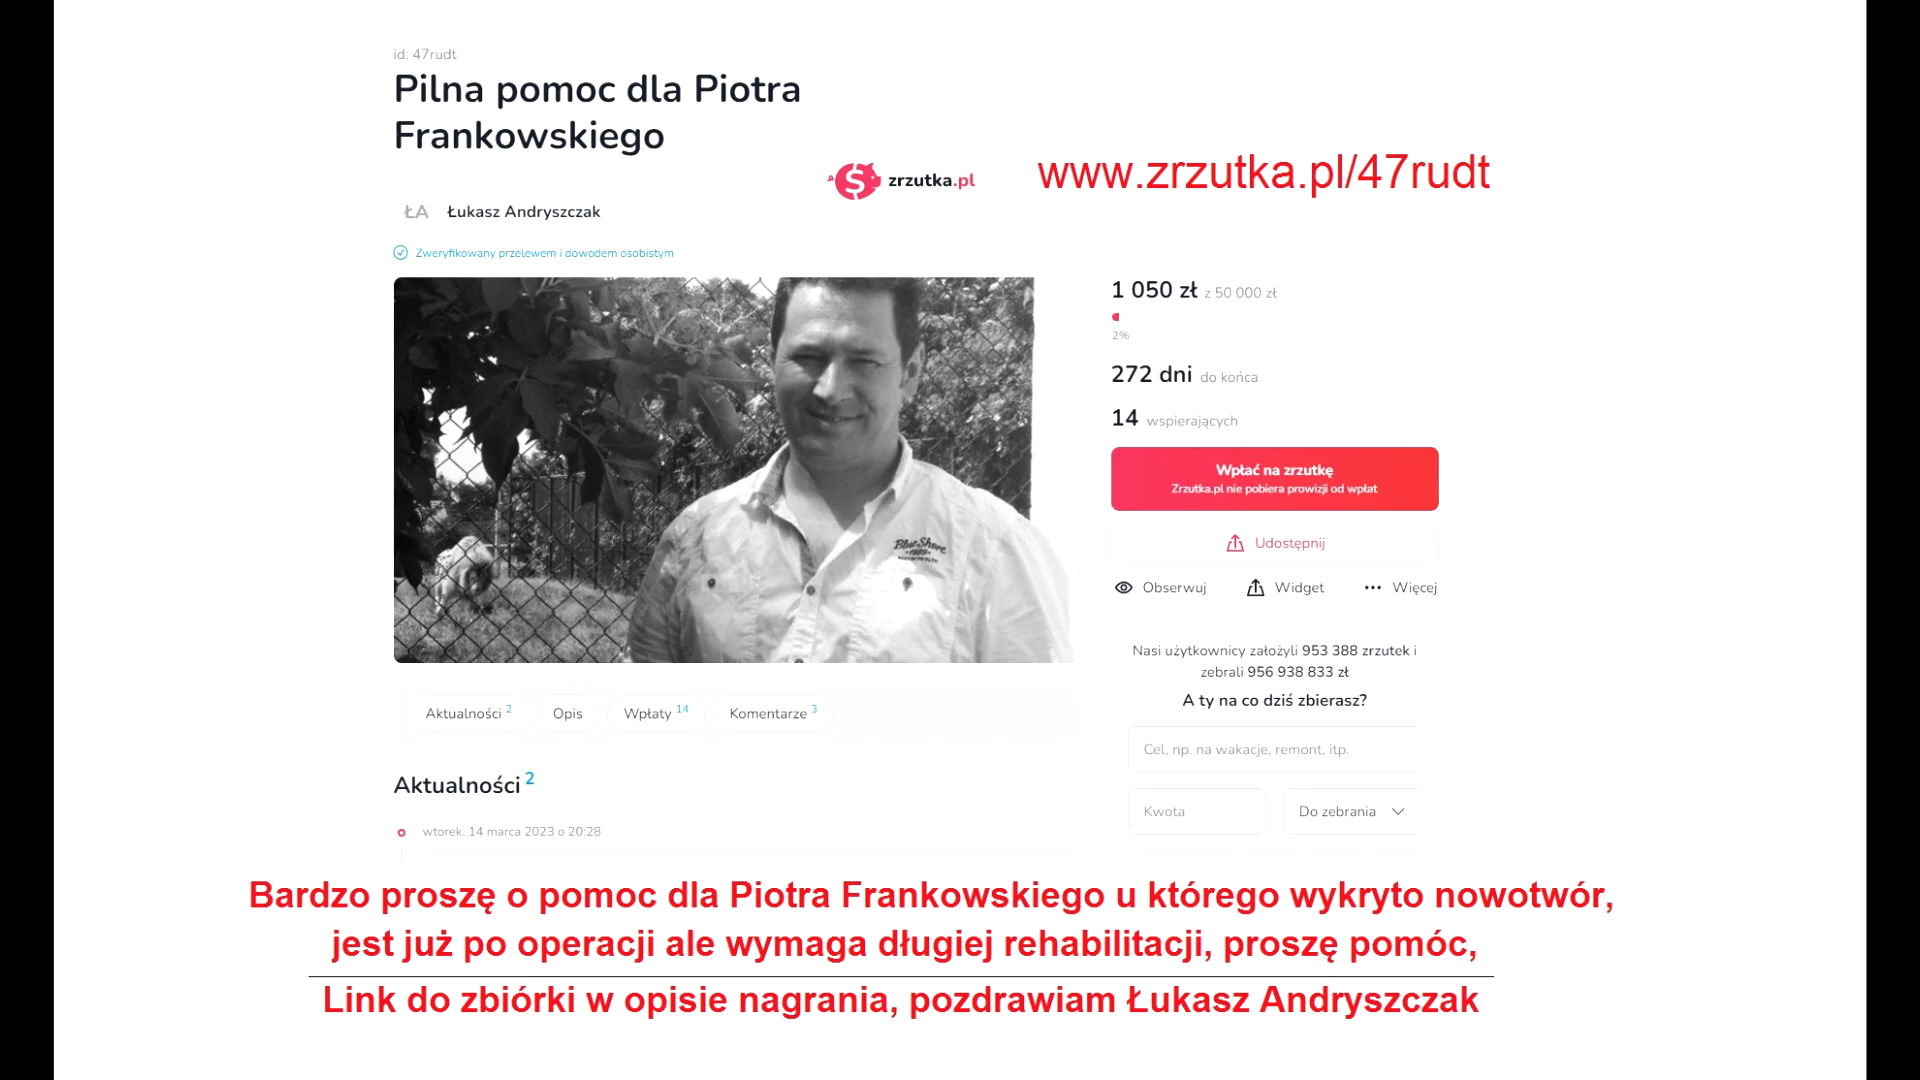 id: 47rudt
Pilna pomoc dla Piotra
Frankowskiego
zrzutka.pl
www.zrzutka.pl/47rudt
ŁA Łukasz Andryszczak
Zweryfikowany przelewem i dowodem osobistym
1 050 zł z 50 000 zł
2%
272 dni do końca
14 wspierających
Wpłać na zrzutkę
Zrzutka.pl nie pobiera prowizji od wpłat
Udostępnij
Obserwuj Widget Więcej
Nasi użytkownicy założyli 953 388 zrzutek i
zebrali 956 938 833 zł
A ty na co dziś zbierasz?
Cel, np. na wakacje, remont, itp.
Kwota Do zebrania
Aktualności 2 Opis Wpłaty 14 Komentarze 3
Aktualności 2
wtorek, 14 marca 2023 o 20:28
Bardzo proszę o pomoc dla Piotra Frankowskiego u którego wykryto nowotwór,
jest już po operacji ale wymaga długiej rehabilitacji, proszę pomóc,
Link do zbiórki w opisie nagrania, pozdrawiam Łukasz Andryszczak